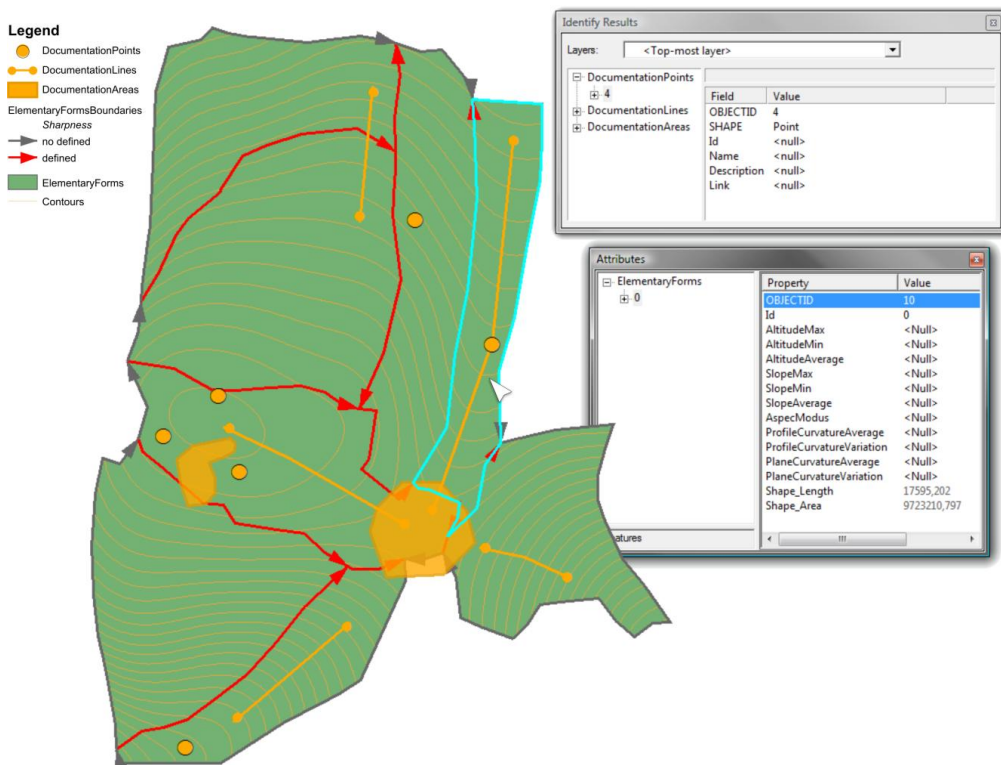 Legend
DocumentationPoints
DocumentationLines
DocumentationAreas
ElementaryFormsBoundaries
Sharpness
no defined
defined
ElementaryForms
Contours
Identify Results
Layers: <Top-most layer>
DocumentationPoints
4
DocumentationLines
DocumentationAreas
Field Value
OBJECTID 4
SHAPE Point
Id <null>
Name <null>
Description <null>
Link <null>
Attributes
ElementaryForms
0
atures
Property Value
OBJECTID 10
Id 0
AltitudeMax <Null>
AltitudeMin <Null>
AltitudeAverage <Null>
SlopeMax <Null>
SlopeMin <Null>
SlopeAverage <Null>
AspecModus <Null>
ProfileCurvatureAverage <Null>
ProfileCurvatureVariation <Null>
PlaneCurvatureAverage <Null>
PlaneCurvatureVariation <Null>
Shape_Length 17595,202
Shape_Area 9723210,797